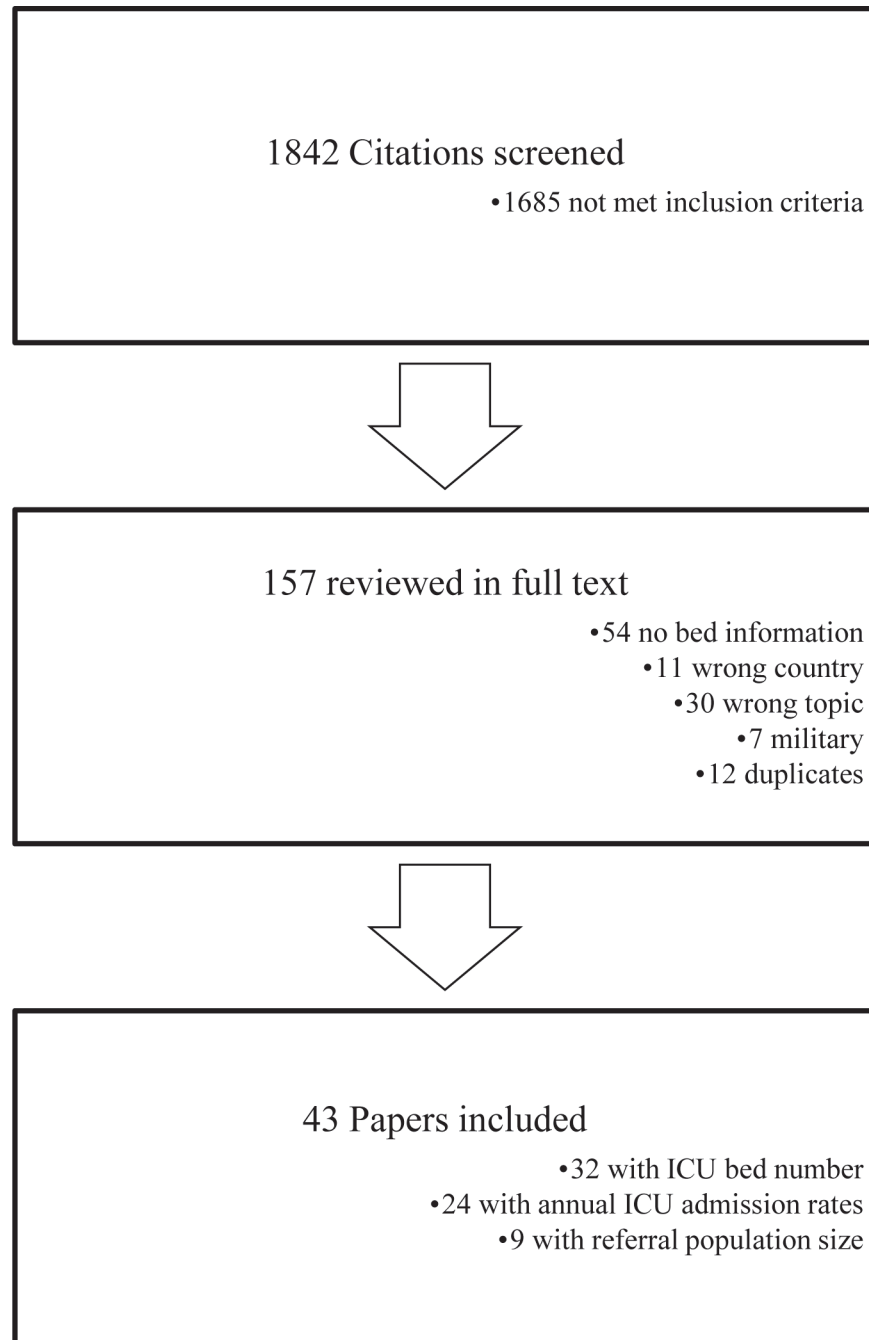 1842 Citations screened
•1685 not met inclusion criteria
157 reviewed in full text
•54 no bed information
•11 wrong country
•30 wrong topic
•7 military
•12 duplicates
43 Papers included
•32 with ICU bed number
•24 with annual ICU admission rates
•9 with referral population size